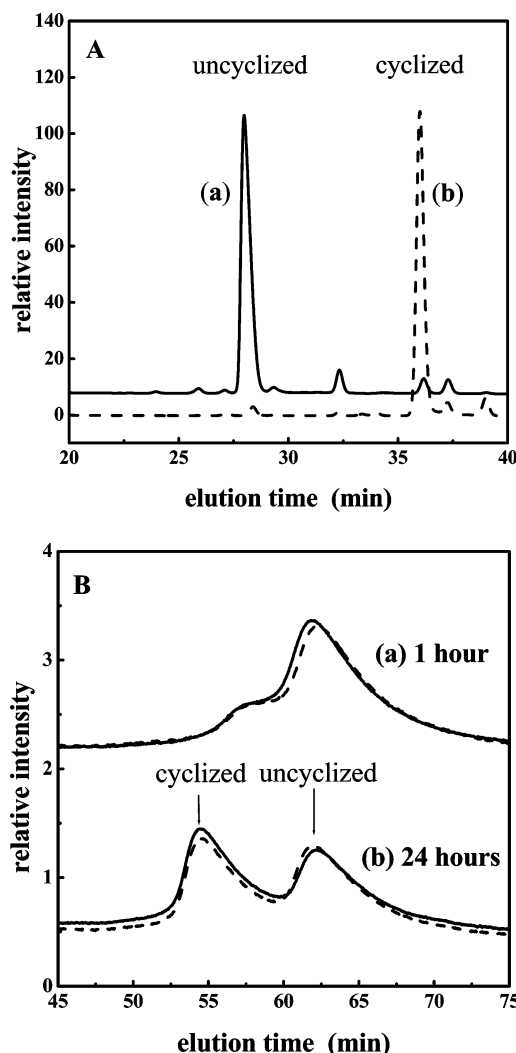 A
uncyclized cyclized
(a) (b)
relative intensity
140
120
100
80
60
40
20
0
20 25 30 35 40
elution time (min)
B
(a) 1 hour
cyclized uncyclized
(b) 24 hours
relative intensity
4
3
2
1
0
45 50 55 60 65 70 75
elution time (min)